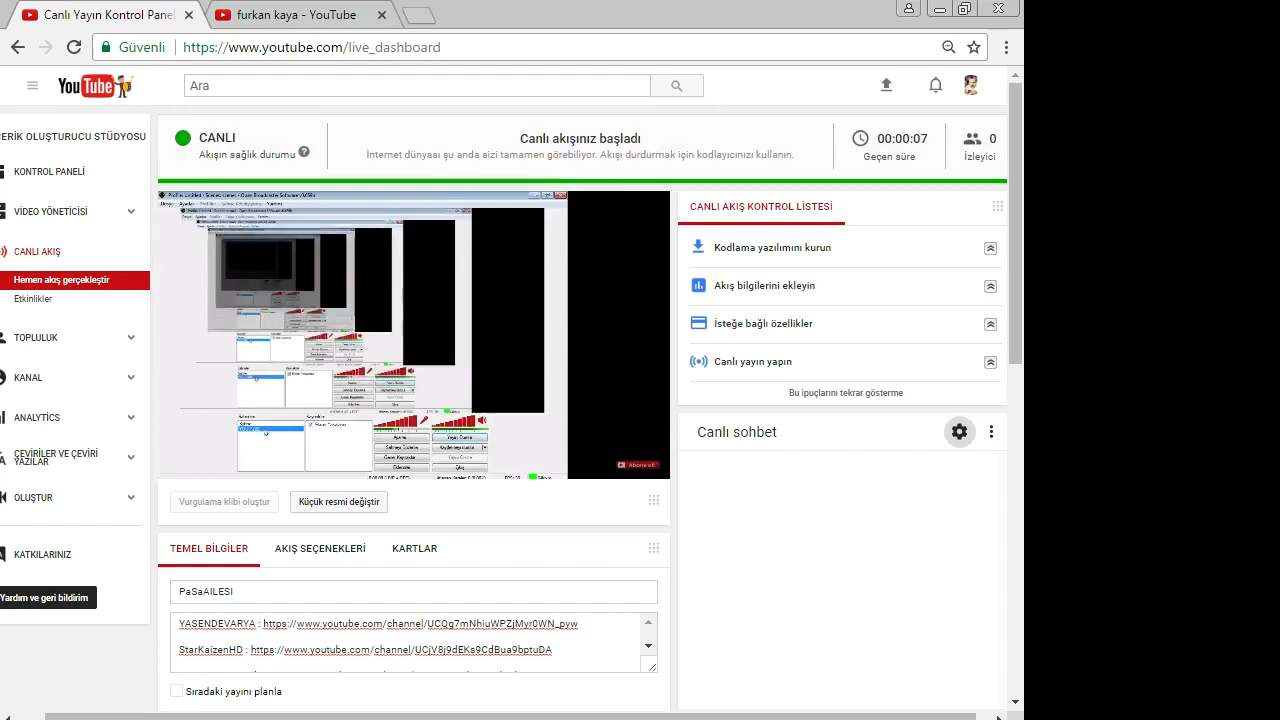 Canlı Yayın Kontrol Pane
furkan kaya - YouTube
Güvenli
https://www.youtube.com/live_dashboard
YouTube
Ara
ERİK OLUŞTURUCU STÜDYOSU
KONTROL PANELİ
VİDEO YÖNETİCİSİ
CANLI AKIŞ
Hemen akış gerçekleştir
Etkinlikler
TOPLULUK
KANAL
ANALYTICS
ÇEVİRİLER VE ÇEVİRİ
YAZILAR
OLUŞTUR
KATKILARINIZ
Yardım ve geri bildirim
CANLI
Akışın sağlık durumu
Canlı akışınız başladı
İnternet dünyası şu anda sizi tamamen görebiliyor. Akışı durdurmak için kodlayıcınızı kullanın.
00:00:07
Geçen süre
0
İzleyici
Abone ol!
Vurgulama klibi oluştur
Küçük resmi değiştir
TEMEL BİLGİLER
AKIŞ SEÇENEKLERİ
KARTLAR
PaSaAILESI
YASENDEVARYA : https://www.youtube.com/channel/UCQg7mNhiuWPZjMyr0WN_pyw
StarKaizenHD : https://www.youtube.com/channel/UCjV8j9dEKs9CdBua9bptuDA
Sıradaki yayını planla
CANLI AKIŞ KONTROL LİSTESİ
Kodlama yazılımını kurun
Akış bilgilerini ekleyin
İsteğe bağlı özellikler
Canlı yayın yapın
Bu ipuçlarını tekrar gösterme
Canlı sohbet